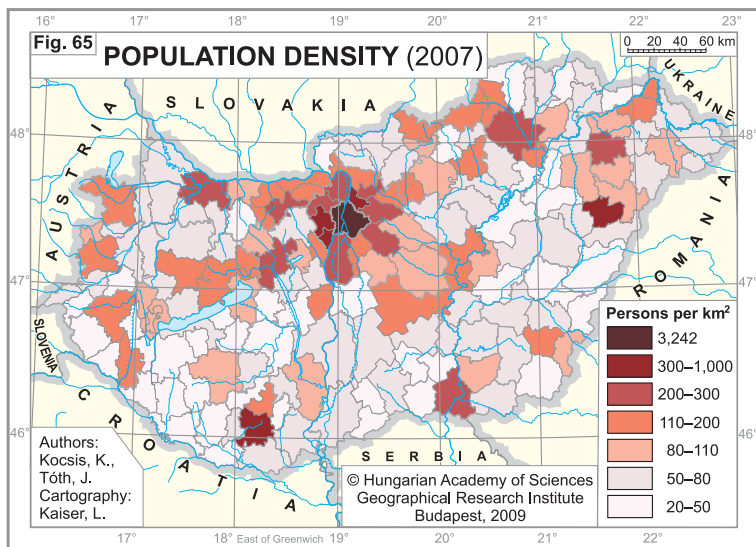 16° 17° 18° 19° 20° 21° 22° 23°
Fig. 65
POPULATION DENSITY (2007)
0 20 40 60 km
SLOVAKIA
UKRAINE
AUSTRIA
ROMANIA
SLOVENIA
CROATIA
SERBIA
48° 48°
47° 47°
46° 46°
Persons per km²
3,242
300–1,000
200–300
110–200
80–110
50–80
20–50
Authors:
Kocsis, K.,
Tóth, J.
Cartography:
Kaiser, L.
© Hungarian Academy of Sciences
Geographical Research Institute
Budapest, 2009
17° 18° East of Greenwich 19° 20° 21° 22°